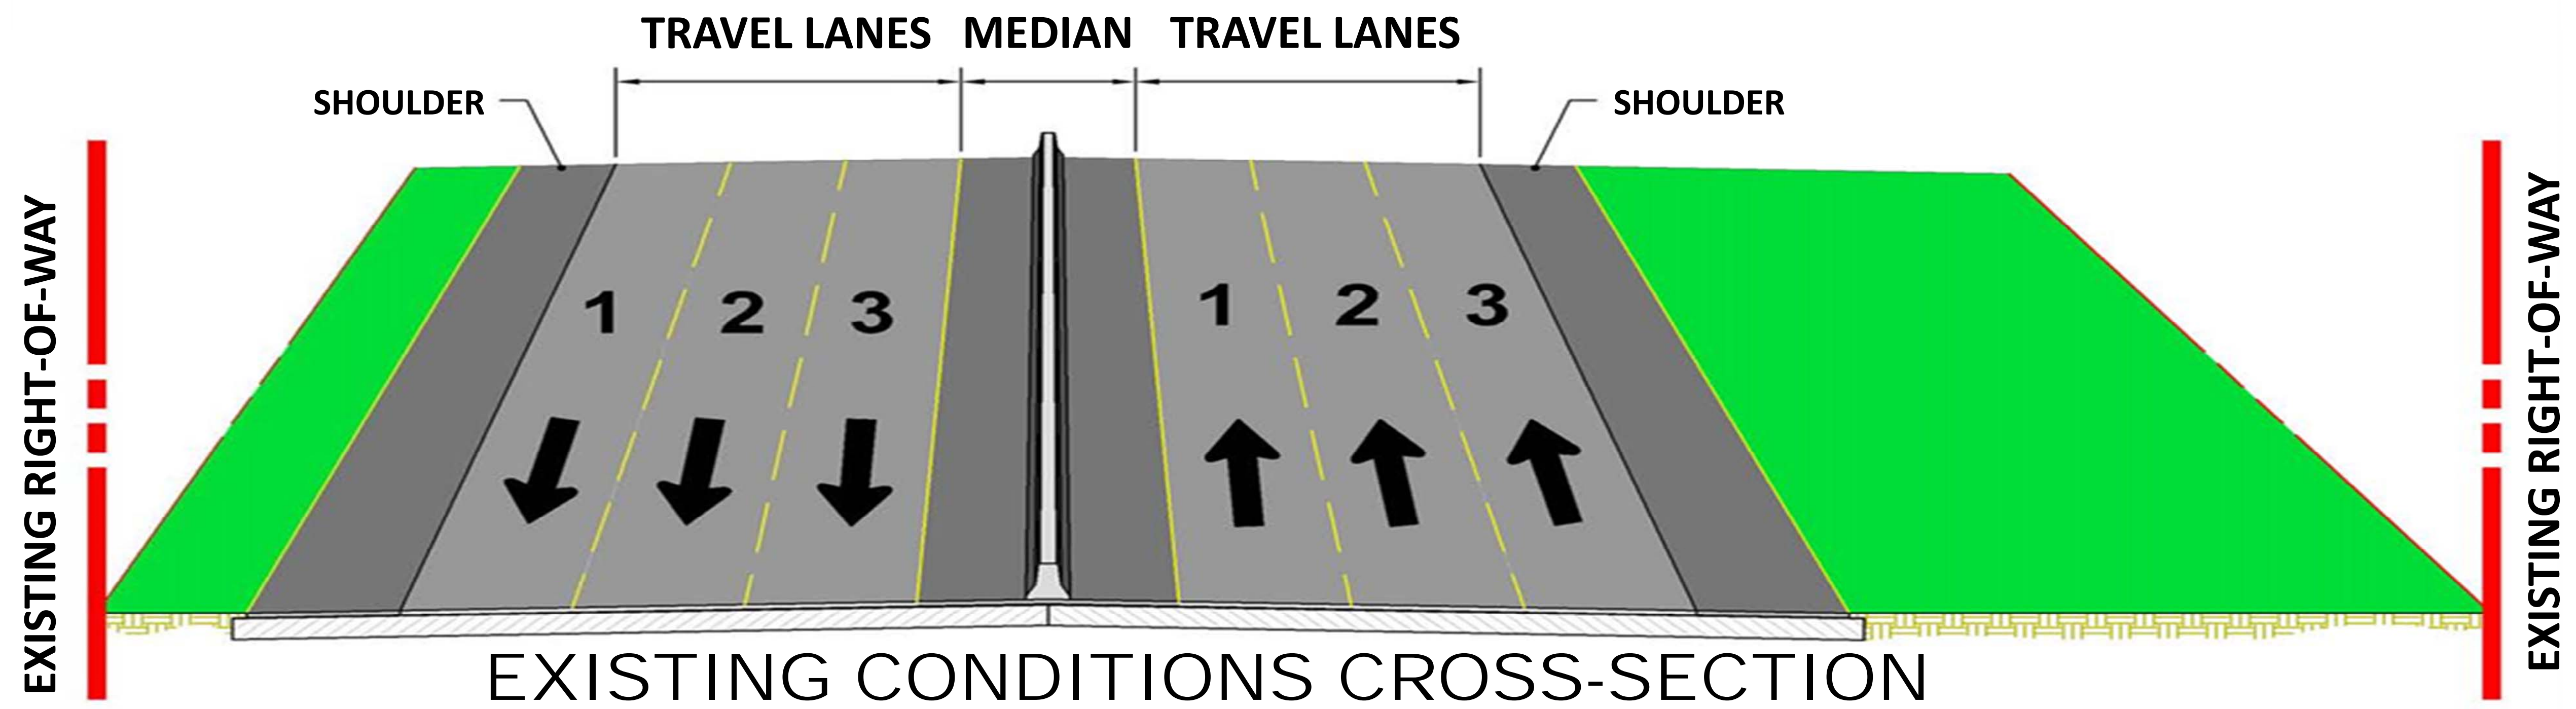 TRAVEL LANES MEDIAN TRAVEL LANES
SHOULDER
SHOULDER
EXISTING RIGHT-OF-WAY
1 2 3
1 2 3
EXISTING RIGHT-OF-WAY
EXISTING CONDITIONS CROSS-SECTION